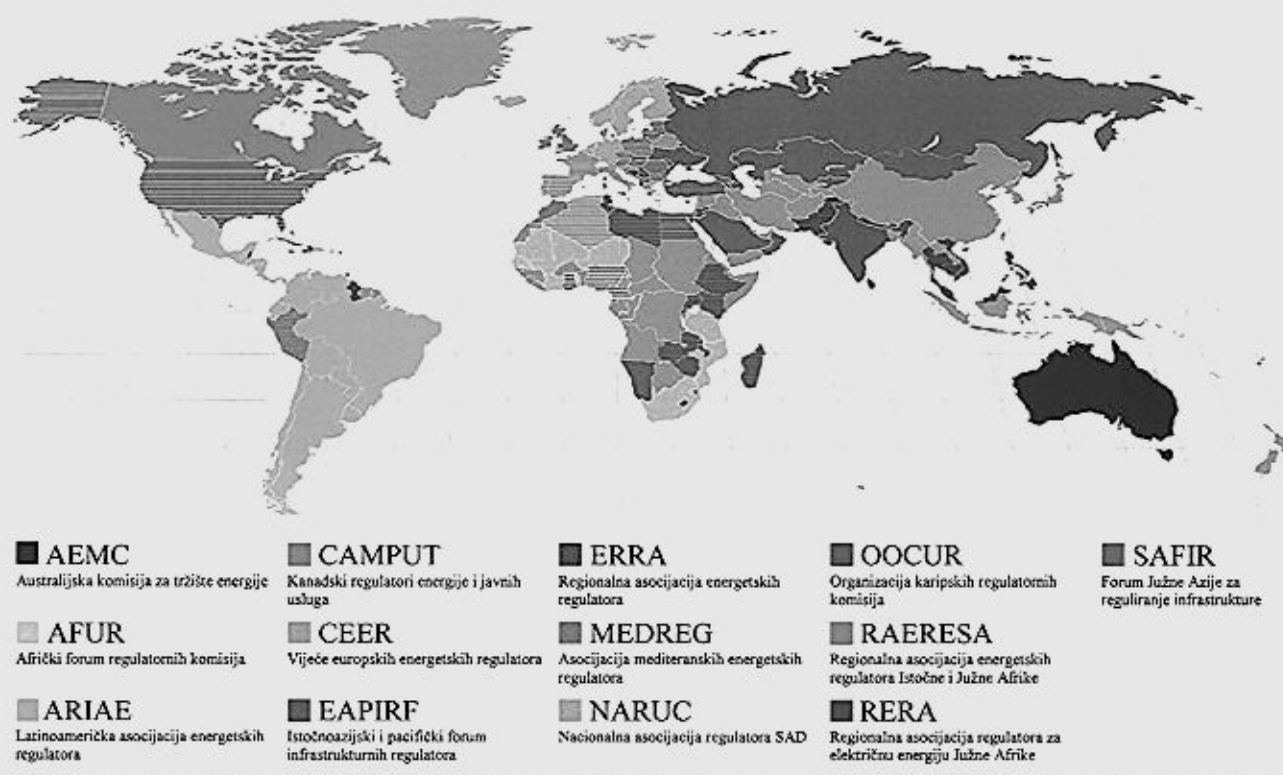 AEMC
Australijska komisija za tržište energije
CAMPUT
Kanadski regulatori energije i javnih
usluga
ERRA
Regionalna asocijacija energetskih
regulatora
OOCUR
Organizacija karipskih regulatornih
komisija
SAFIR
Forum Južne Azije za
reguliranje infrastrukture
AFUR
Afrički forum regulatornih komisija
CEER
Vijeće europskih energetskih regulatora
MEDREG
Asocijacija mediteranskih energetskih
regulatora
RAERESA
Regionalna asocijacija energetskih
regulatora Istočne i Južne Afrike
ARIAE
Latinoamerička asocijacija energetskih
regulatora
EAPIRF
Istočnoazijski i pacifički forum
infrastrukturnih regulatora
NARUC
Nacionalna asocijacija regulatora SAD
RERA
Regionalna asocijacija regulatora za
električnu energiju Južne Afrike